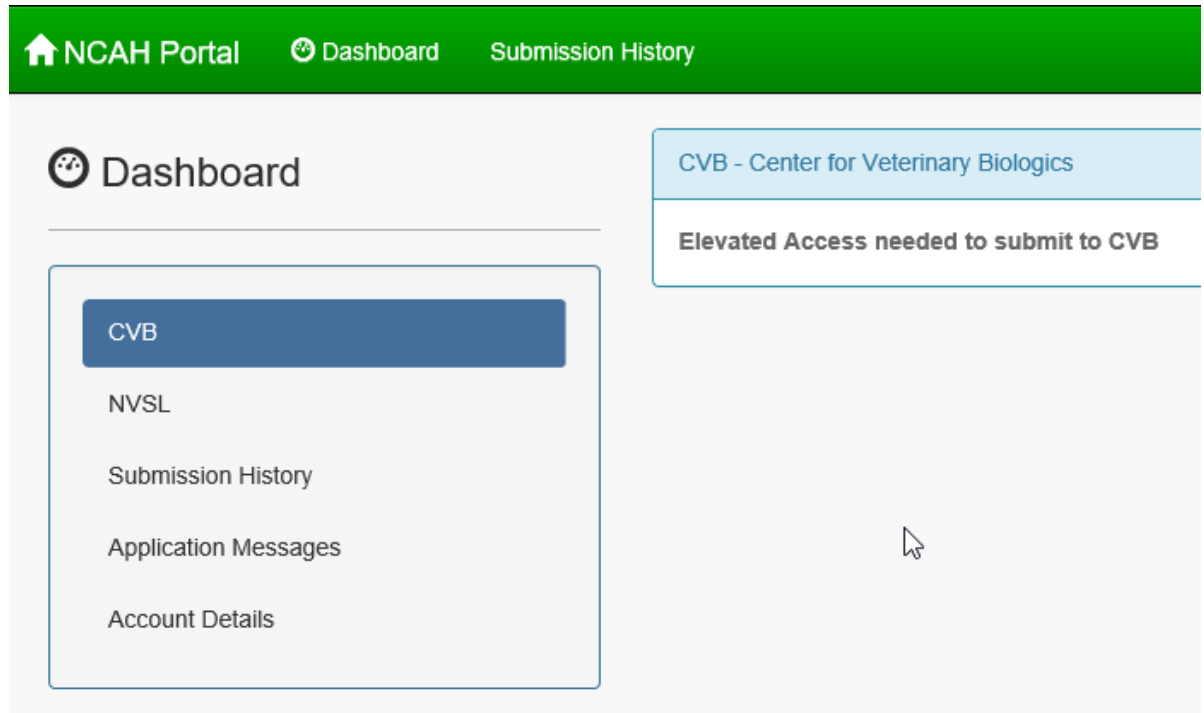 NCAH Portal Dashboard Submission History
Dashboard
CVB
NVSL
Submission History
Application Messages
Account Details
CVB - Center for Veterinary Biologics
Elevated Access needed to submit to CVB